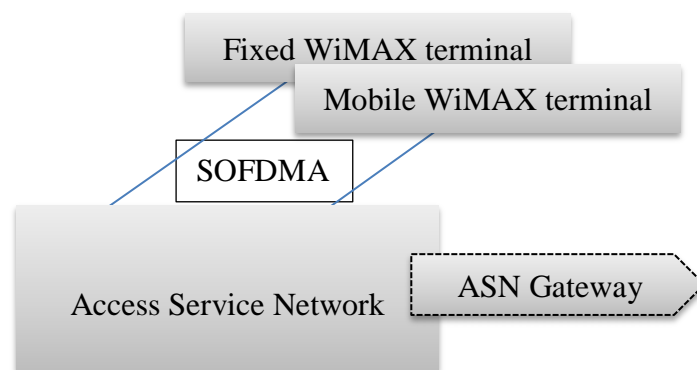 Fixed WiMAX terminal
Mobile WiMAX terminal
SOFDMA
Access Service Network
ASN Gateway